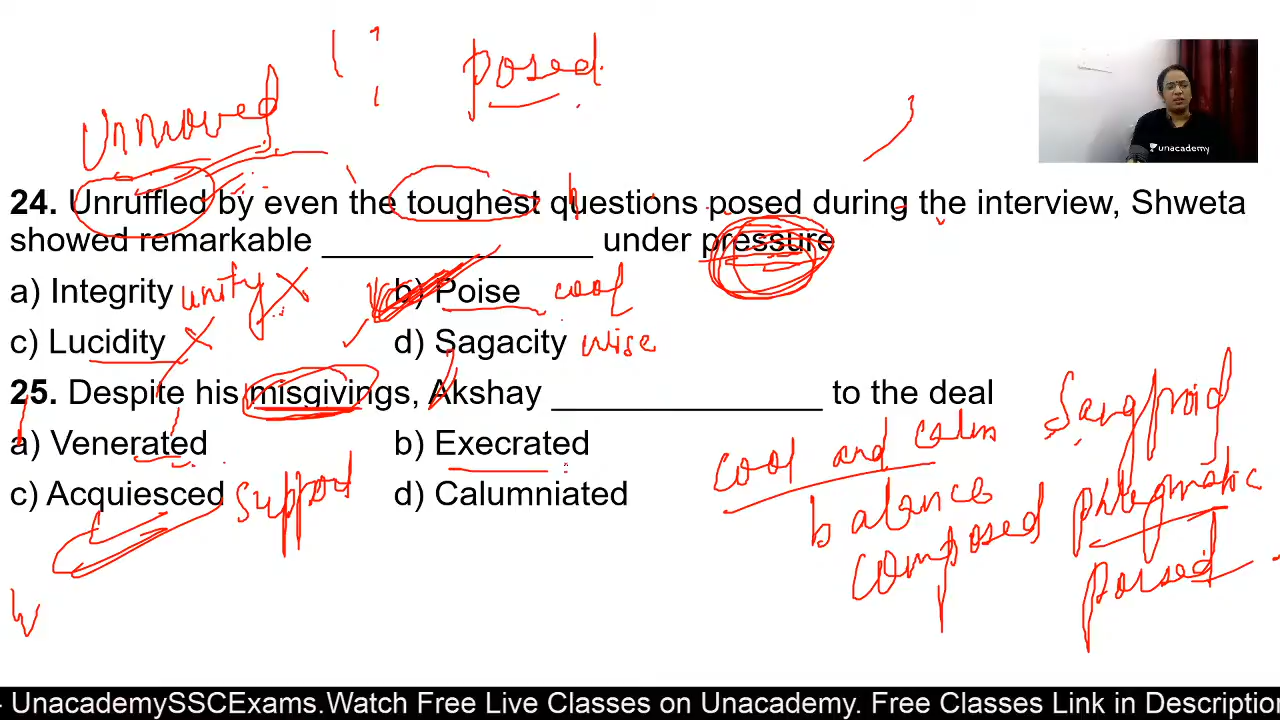 posed
Unmoved
unacademy
24. Unruffled by even the toughest questions posed during the interview, Shweta
showed remarkable _______________ under pressure
a) Integrity unity b) Poise cool
c) Lucidity d) Sagacity wise
25. Despite his misgivings, Akshay _______________ to the deal
a) Venerated b) Execrated
c) Acquiesced support d) Calumniated
cool and calm
balance
composed
Sangfroid
phlegmatic
- UnacademySSCExams.Watch Free Live Classes on Unacademy. Free Classes Link in Description